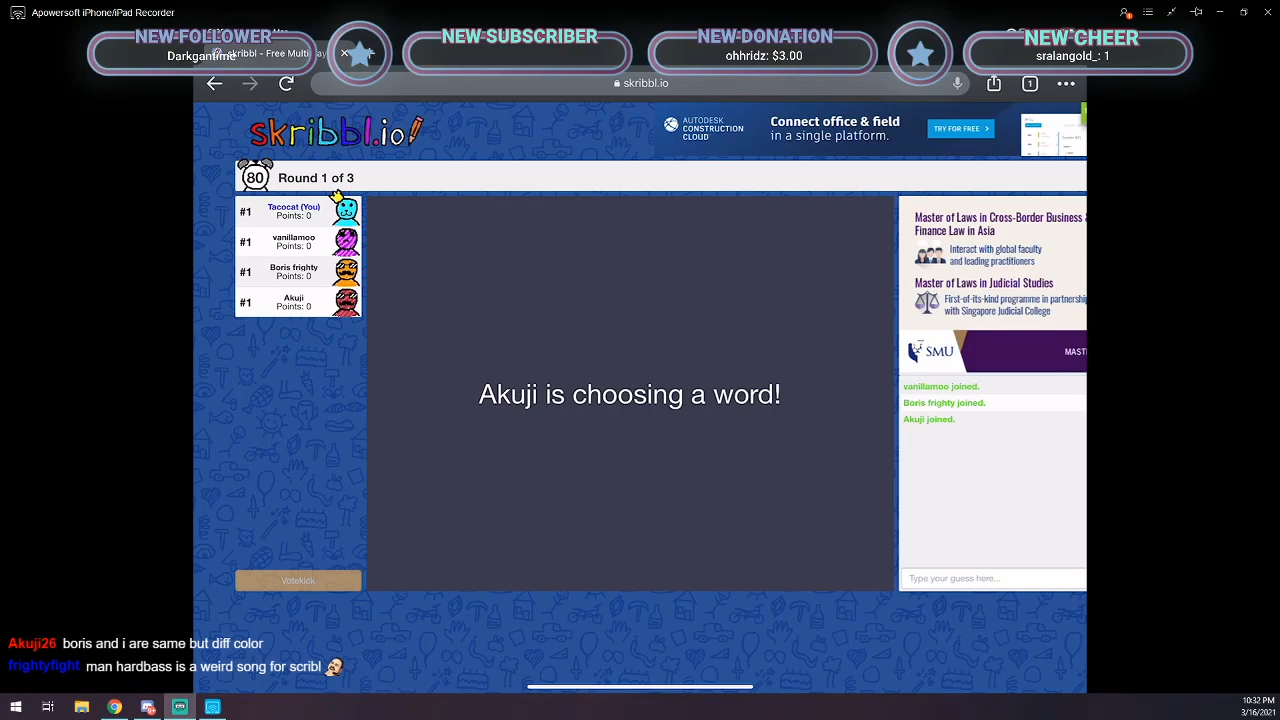 Apowersoft iPhone/iPad Recorder
NEW FOLLOWER
Darkgantime
NEW SUBSCRIBER
NEW DONATION
ohhridz: $3.00
NEW CHEER
sralangold_: 1
skribbl - Free Multi
skribbl.io
1
skribbl.io!
AUTODESK
CONSTRUCTION
CLOUD
Connect office & field
in a single platform.
TRY FOR FREE >
80
Round 1 of 3
#1
Tacocat (You)
Points: 0
#1
vanillamoo
Points: 0
#1
Boris frighty
Points: 0
#1
Akuji
Points: 0
Votekick
Akuji is choosing a word!
Master of Laws in Cross-Border Business &
Finance Law in Asia
Interact with global faculty
and leading practitioners
Master of Laws in Judicial Studies
First-of-its-kind programme in partnership
with Singapore Judicial College
SMU
MAST
vanillamoo joined.
Boris frighty joined.
Akuji joined.
Type your guess here...
Akuji26 boris and i are same but diff color
frightyfight man hardbass is a weird song for scribl
10:32 PM
3/16/2021